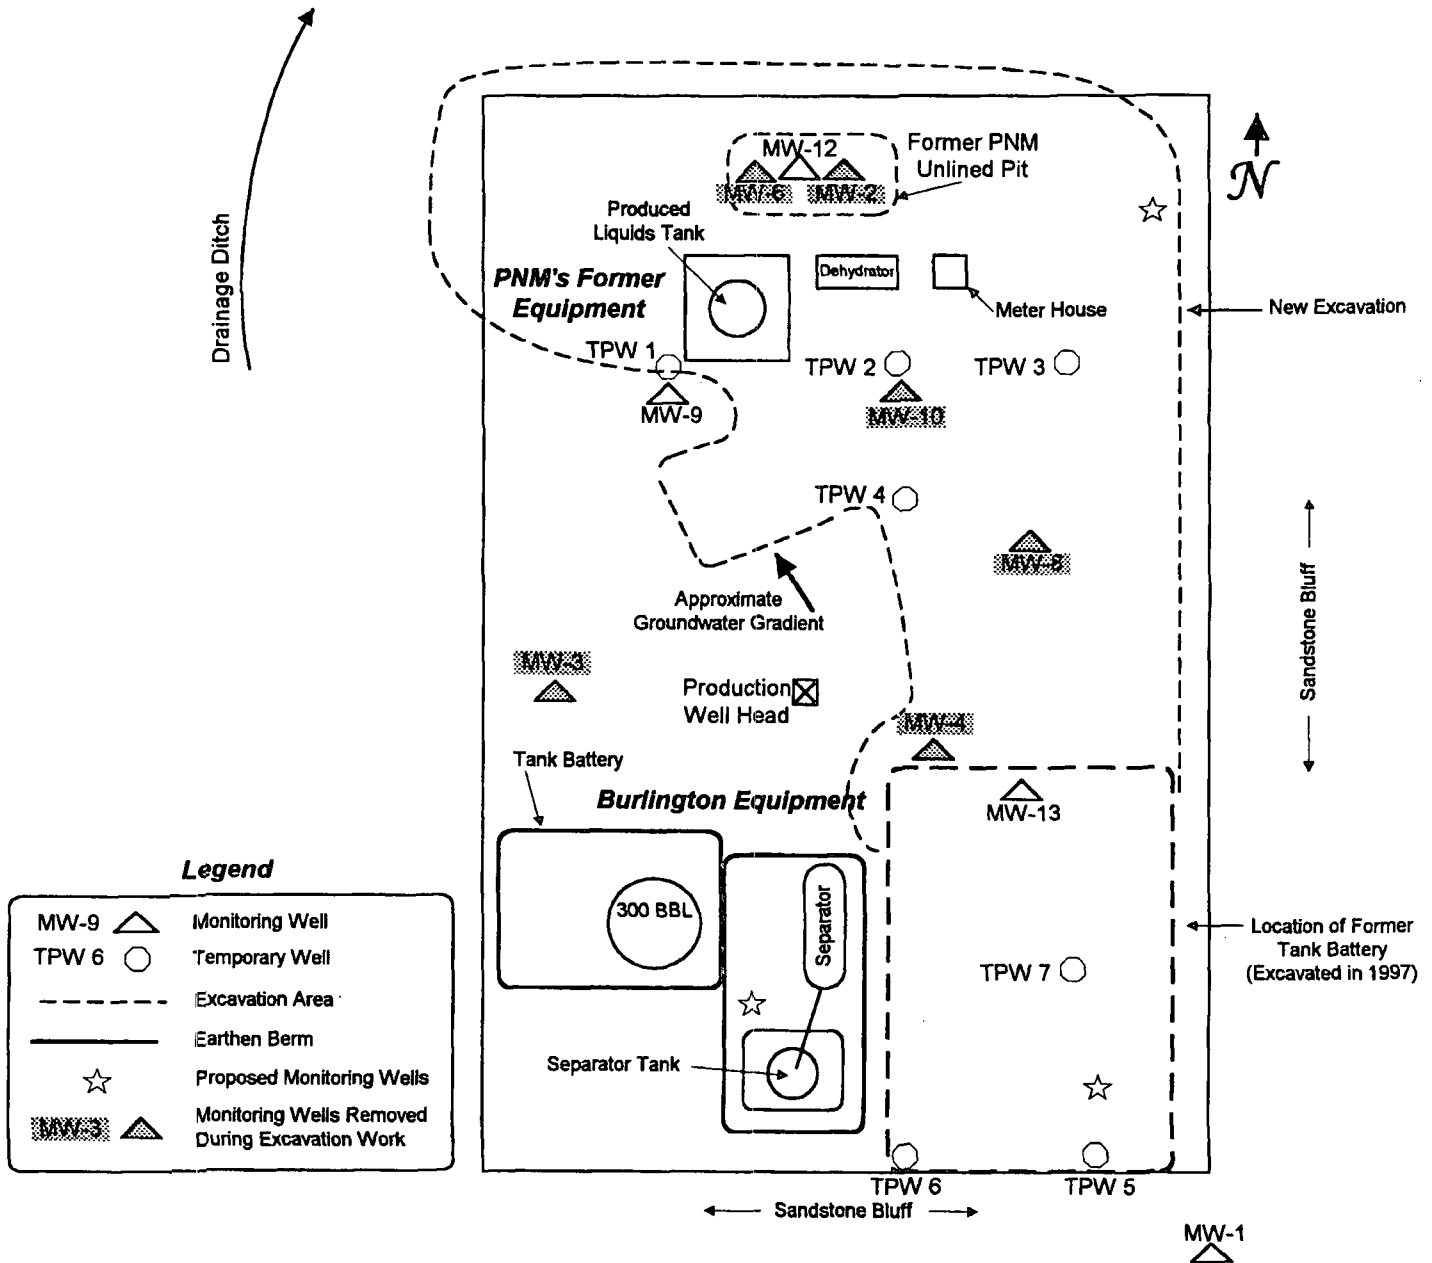 MW-12
MW-6
MW-2
Former PNM
Unlined Pit
N
Produced
Liquids Tank
PNM's Former
Equipment
Dehydrator
Meter House
New Excavation
Drainage Ditch
TPW 1
TPW 2
TPW 3
MW-9
MW-10
TPW 4
MW-8
Approximate
Groundwater Gradient
Sandstone Bluff
MW-3
Production
Well Head
MW-4
Tank Battery
Burlington Equipment
MW-13
300 BBL
Separator
Location of Former
Tank Battery
(Excavated in 1997)
TPW 7
Separator Tank
TPW 6
TPW 5
Sandstone Bluff
MW-1
Legend
MW-9 Monitoring Well
TPW 6 Temporary Well
Excavation Area
Earthen Berm
Proposed Monitoring Wells
MW-3 Monitoring Wells Removed
During Excavation Work